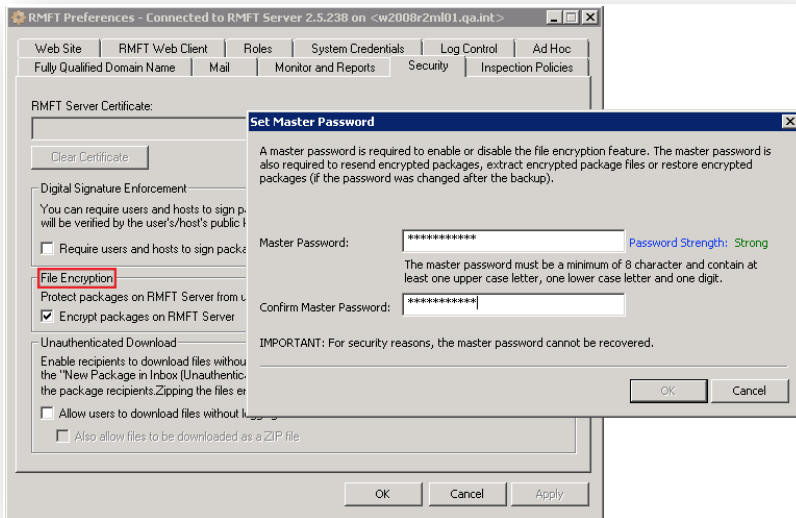 RMFT Preferences - Connected to RMFT Server 2.5.238 on <w2008r2ml01.qa.int>
Web Site RMFT Web Client Roles System Credentials Log Control Ad Hoc
Fully Qualified Domain Name Mail Monitor and Reports Security Inspection Policies
RMFT Server Certificate:
Clear Certificate
Digital Signature Enforcement
You can require users and hosts to sign
will be verified by the user's/host's public
Require users and hosts to sign
File Encryption
Protect packages on RMFT Server from
Encrypt packages on RMFT Server
Unauthenticated Download
Enable recipients to download files
the "New Package in Inbox
the package recipients.Zipping the files
Allow users to download files without
Also allow files to be downloaded as a ZIP file
OK Cancel Apply
Set Master Password
A master password is required to enable or disable the file encryption feature. The master password is
also required to resend encrypted packages, extract encrypted package files or restore encrypted
packages (if the password was changed after the backup).
Master Password: *********** Password Strength: Strong
The master password must be a minimum of 8 character and contain at
least one upper case letter, one lower case letter and one digit.
Confirm Master Password: ***********
IMPORTANT: For security reasons, the master password cannot be recovered.
OK Cancel